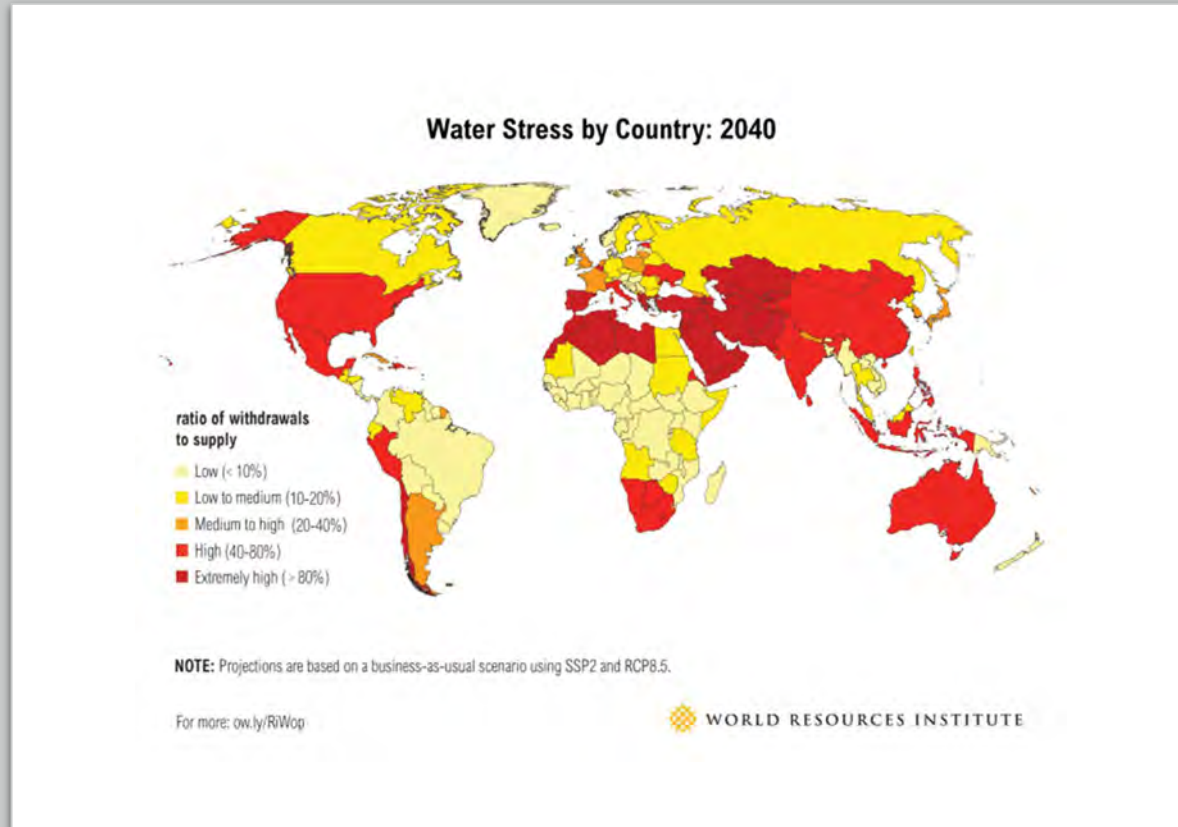 Water Stress by Country: 2040
ratio of withdrawals
to supply
Low (< 10%)
Low to medium (10-20%)
Medium to high (20-40%)
High (40-80%)
Extremely high (> 80%)
NOTE: Projections are based on a business-as-usual scenario using SSP2 and RCP8.5.
For more: ow.ly/RiWop
WORLD RESOURCES INSTITUTE